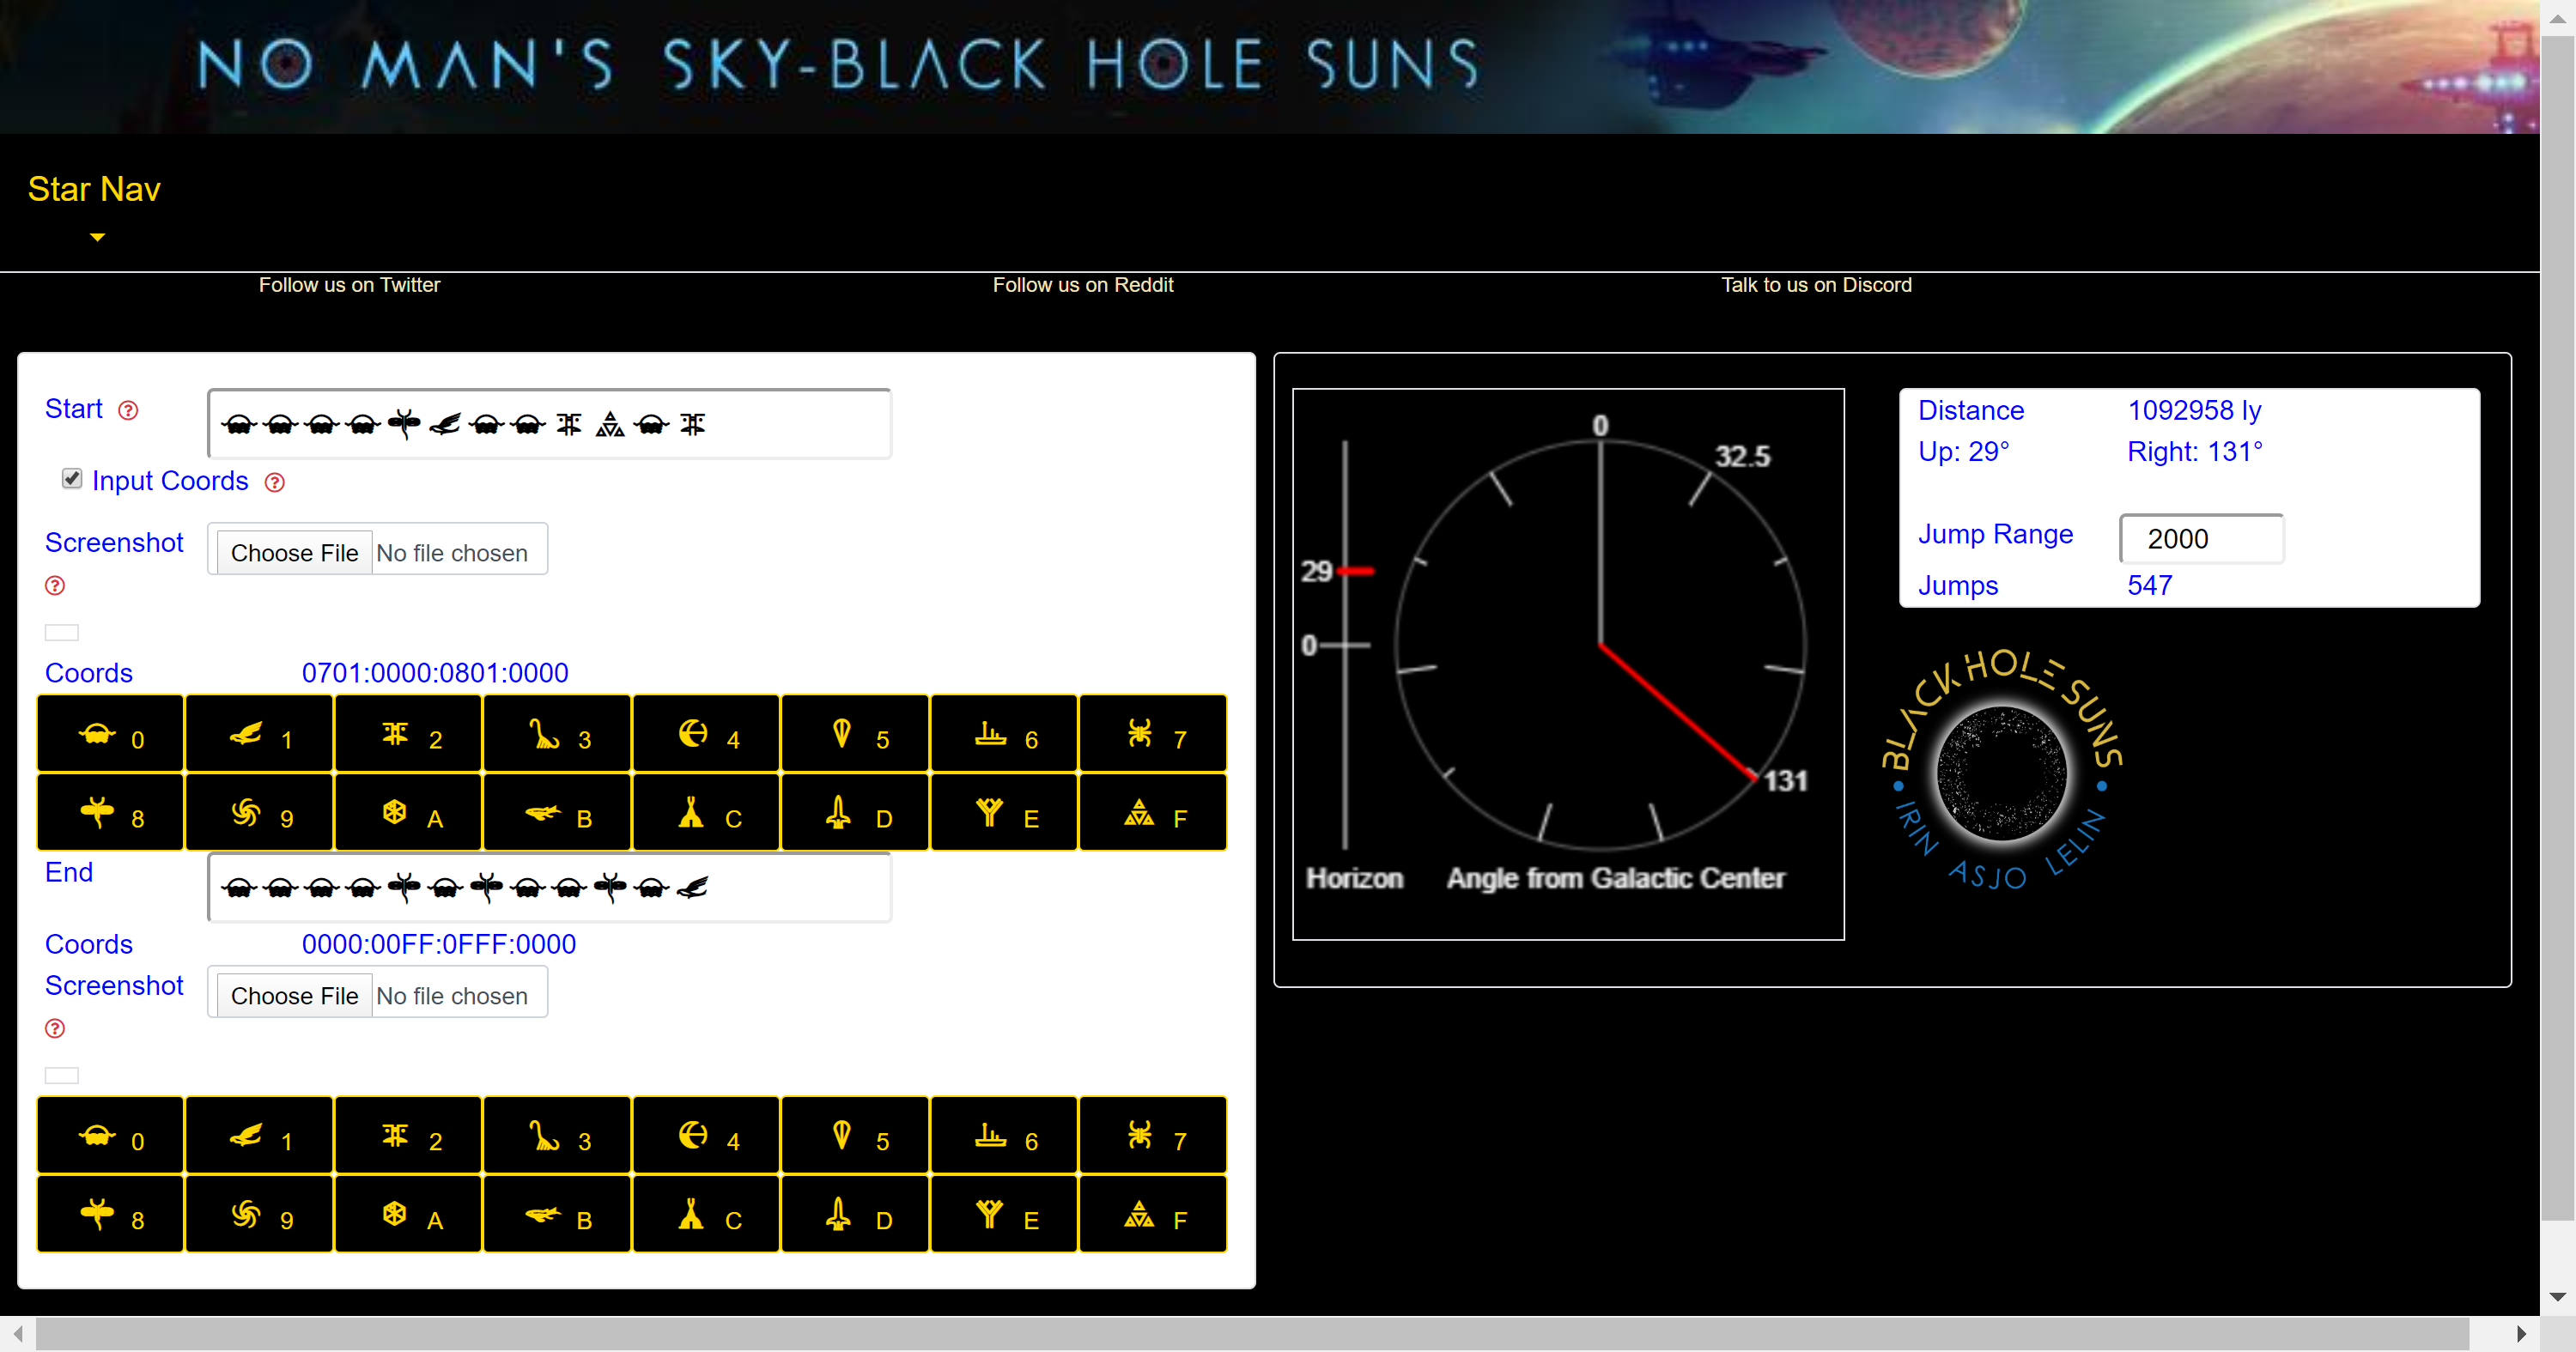 NO MAN'S SKY-BLACK HOLE SUNS
Star Nav
Follow us on Twitter
Follow us on Reddit
Talk to us on Discord
Start
Input Coords
Screenshot
Choose File No file chosen
Coords 0701:0000:0801:0000
0 1 2 3 4 5 6 7
8 9 A B C D E F
End
Coords 0000:00FF:0FFF:0000
Screenshot
Choose File No file chosen
0 1 2 3 4 5 6 7
8 9 A B C D E F
0
32.5
29
0
131
Horizon
Angle from Galactic Center
Distance 1092958 ly
Up: 29° Right: 131°
Jump Range 2000
Jumps 547
BLACK HOLE SUNS
IRIN ASJO LELIN